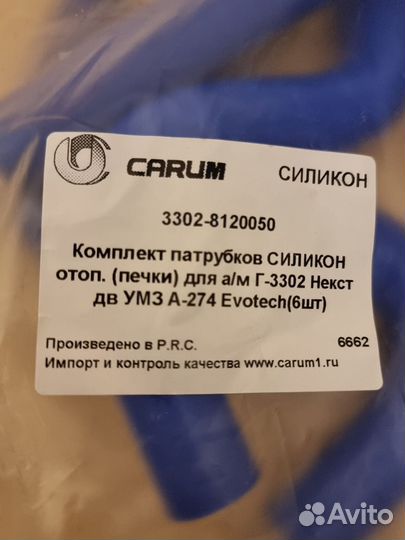 CARUM
СИЛИКОН
3302-8120050
Комплект патрубков СИЛИКОН
отоп. (печки) для а/м Г-3302 Некст
дв УМЗ А-274 Evotech(6шт)
Произведено в P.R.C.
6662
Импорт и контроль качества www.carum1.ru
Avito